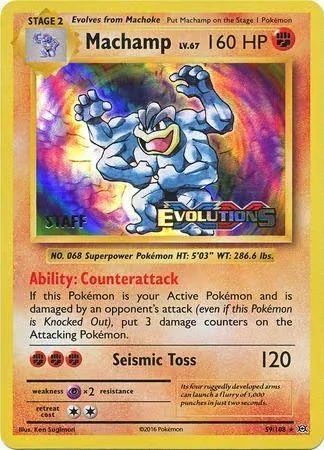 STAGE 2 Evolves from Machoke Put Machamp on the Stage 1 Pokémon
Machamp LV.67 160 HP
STAFF
XY
EVOLUTIONS
NO. 068 Superpower Pokémon HT: 5'03" WT: 286.6 lbs.
Ability: Counterattack
If this Pokémon is your Active Pokémon and is
damaged by an opponent's attack (even if this Pokémon
is Knocked Out), put 3 damage counters on the
Attacking Pokémon.
Seismic Toss 120
weakness ×2 resistance
retreat
cost
Its four ruggedly developed arms
can launch a flurry of 1,000
punches in just two seconds.
Illus. Ken Sugimori ©2016 Pokémon 59/108 ★